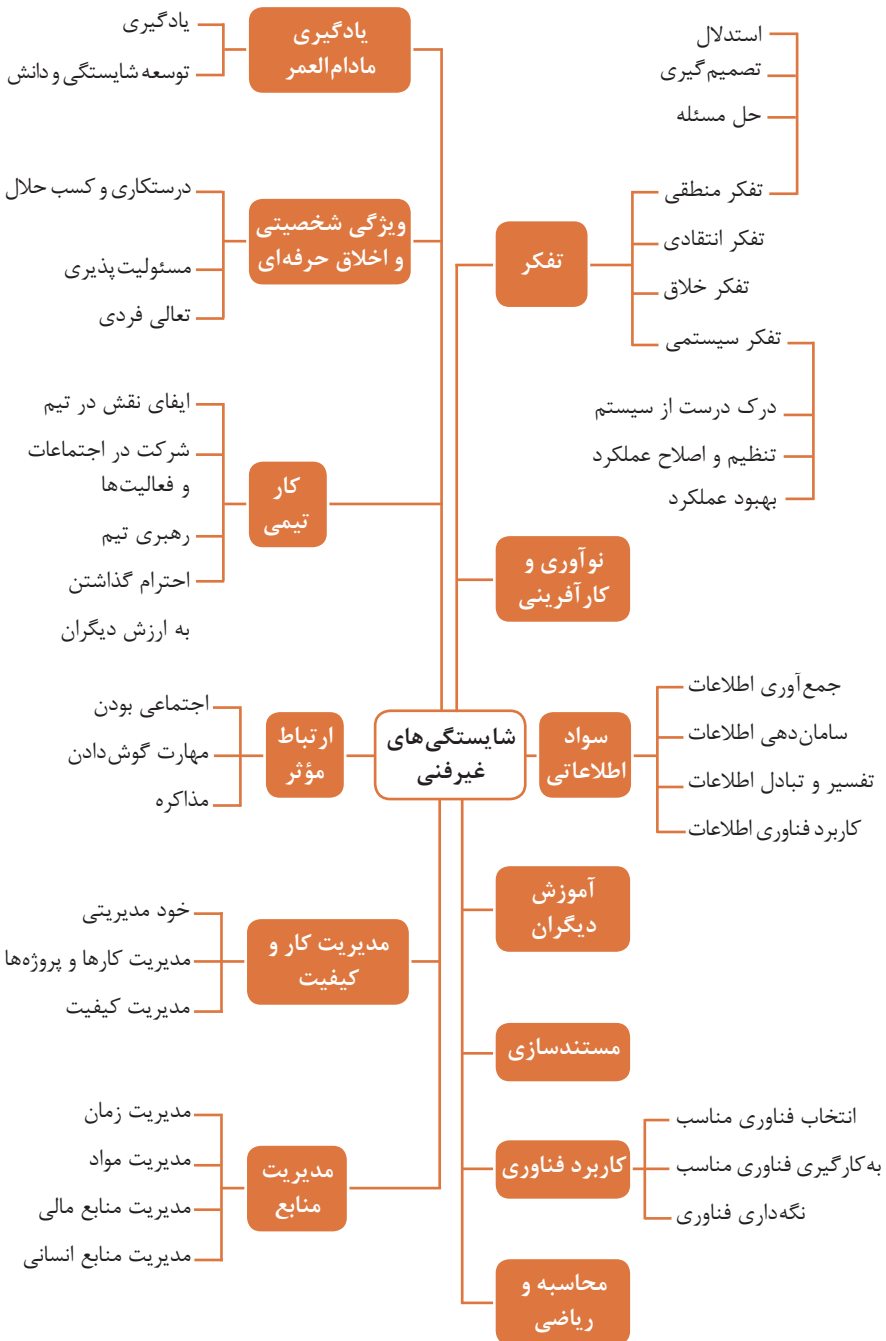 شایستگی‌های
غیرفنی
تفکر
استدلال
تصمیم‌گیری
حل مسئله
تفکر منطقی
تفکر انتقادی
تفکر خلاق
تفکر سیستمی
درک درست از سیستم
تنظیم و اصلاح عملکرد
بهبود عملکرد
نوآوری و
کارآفرینی
سواد
اطلاعاتی
جمع‌آوری اطلاعات
سامان‌دهی اطلاعات
تفسیر و تبادل اطلاعات
کاربرد فناوری اطلاعات
آموزش
دیگران
مستندسازی
کاربرد فناوری
انتخاب فناوری مناسب
به‌کارگیری فناوری مناسب
نگه‌داری فناوری
محاسبه و
ریاضی
یادگیری
مادام‌العمر
یادگیری
توسعه شایستگی و دانش
ویژگی شخصیتی
و اخلاق حرفه‌ای
درستکاری و کسب حلال
مسئولیت‌پذیری
تعالی فردی
کار
تیمی
ایفای نقش در تیم
شرکت در اجتماعات
و فعالیت‌ها
رهبری تیم
احترام گذاشتن
به ارزش دیگران
ارتباط
مؤثر
اجتماعی بودن
مهارت گوش‌دادن
مذاکره
مدیریت کار و
کیفیت
خود مدیریتی
مدیریت کارها و پروژه‌ها
مدیریت کیفیت
مدیریت
منابع
مدیریت زمان
مدیریت مواد
مدیریت منابع مالی
مدیریت منابع انسانی